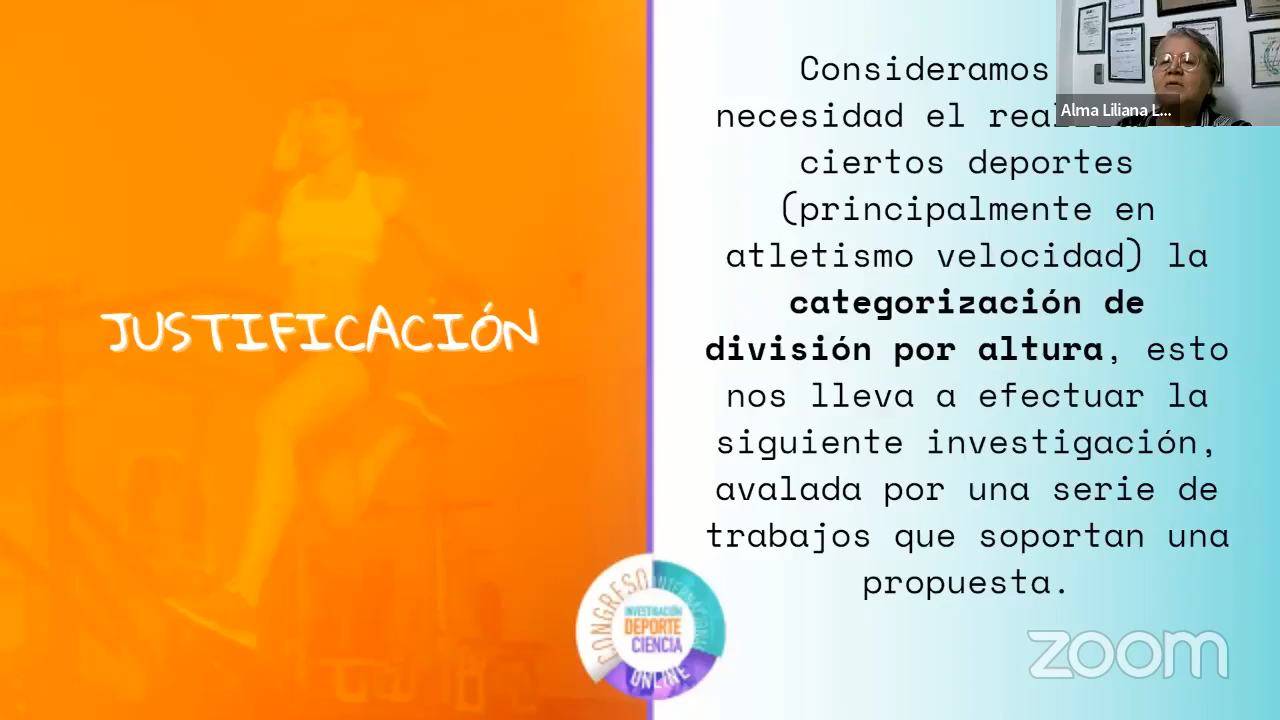 JUSTIFICACIÓN
Consideramos
necesidad el
ciertos deportes
(principalmente en
atletismo velocidad) la
categorización de
división por altura, esto
nos lleva a efectuar la
siguiente investigación,
avalada por una serie de
trabajos que soportan una
propuesta.
Alma Liliana L...
CONGRESO INTERNACIONAL
INVESTIGACIÓN
DEPORTE
CIENCIA
ONLINE
zoom